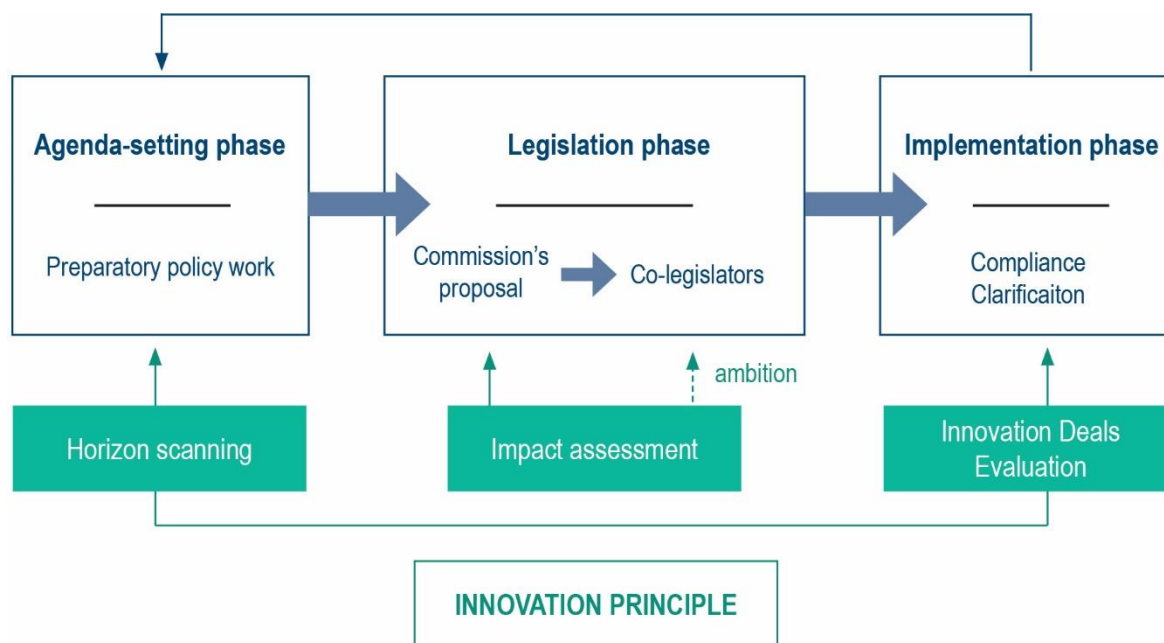 Agenda-setting phase
Preparatory policy work
Legislation phase
Commission's
proposal
Co-legislators
Implementation phase
Compliance
Clarificaiton
ambition
Horizon scanning
Impact assessment
Innovation Deals
Evaluation
INNOVATION PRINCIPLE